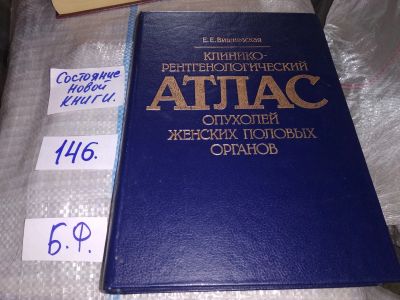 Состояние
новой
книги.
146.
Б.Ф.
Е.Е.Вишневская
КЛИНИКО-
РЕНТГЕНОЛОГИЧЕСКИЙ
АТЛАС
ОПУХОЛЕЙ
ЖЕНСКИХ ПОЛОВЫХ
ОРГАНОВ